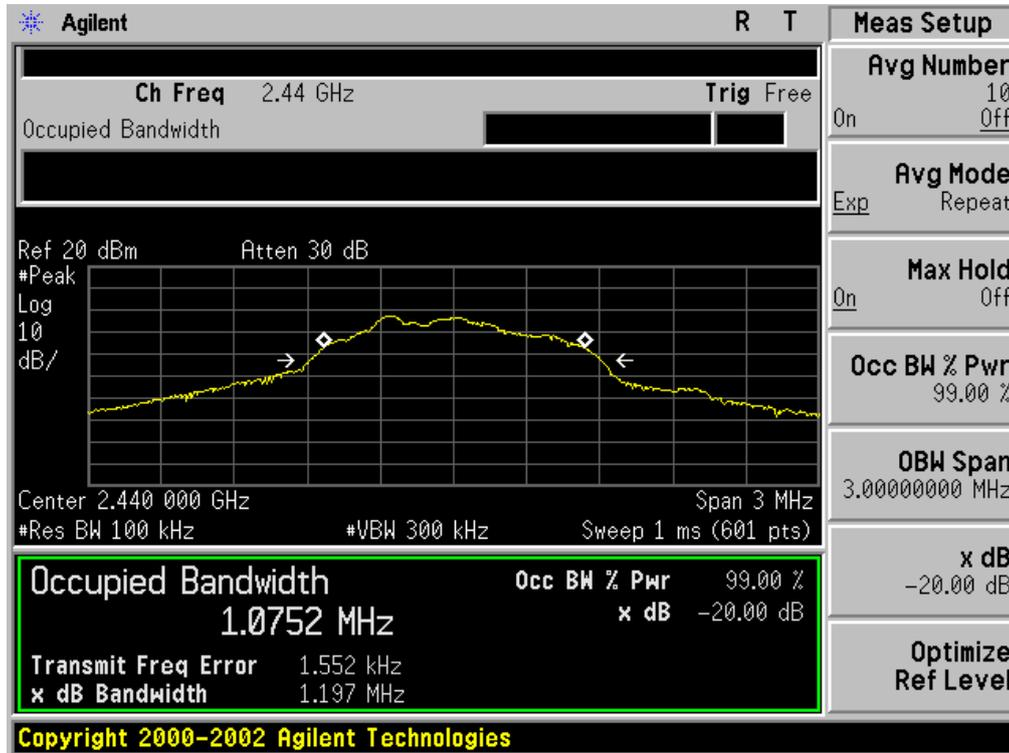 Agilent R T Meas Setup
Ch Freq 2.44 GHz Trig Free
Occupied Bandwidth
Avg Number
10
On Off
Avg Mode
Exp Repeat
Max Hold
On Off
Occ BW % Pwr
99.00 %
OBW Span
3.00000000 MHz
x dB
-20.00 dB
Optimize
Ref Level
Ref 20 dBm Atten 30 dB
#Peak
Log
10
dB/
Center 2.440 000 GHz Span 3 MHz
#Res BW 100 kHz #VBW 300 kHz Sweep 1 ms (601 pts)
Occupied Bandwidth Occ BW % Pwr 99.00 %
1.0752 MHz x dB -20.00 dB
Transmit Freq Error 1.552 kHz
x dB Bandwidth 1.197 MHz
Copyright 2000-2002 Agilent Technologies